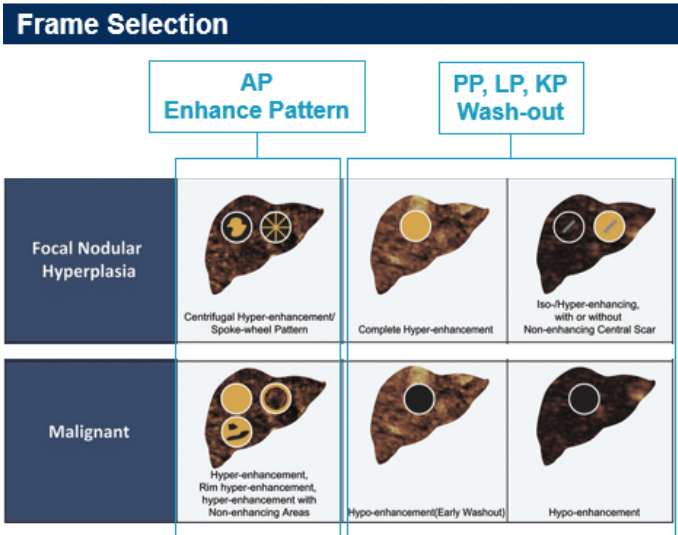 Frame Selection
AP
Enhance Pattern
PP, LP, KP
Wash-out
Focal Nodular
Hyperplasia
Centrifugal Hyper-enhancement/
Spoke-wheel Pattern
Complete Hyper-enhancement
Iso-/Hyper-enhancing,
with or without
Non-enhancing Central Scar
Malignant
Hyper-enhancement,
Rim hyper-enhancement,
hyper-enhancement with
Non-enhancing Areas
Hypo-enhancement(Early Washout)
Hypo-enhancement